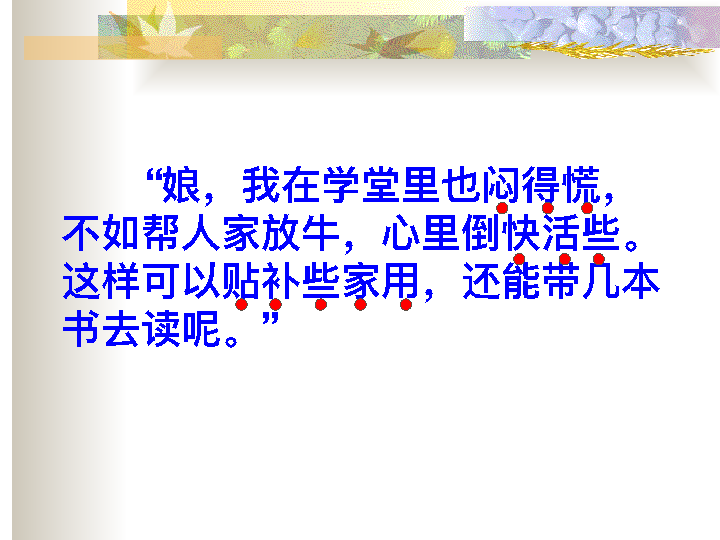 “娘，我在学堂里也闷得慌，
不如帮人家放牛，心里倒快活些。
这样可以贴补些家用，还能带几本
书去读呢。”